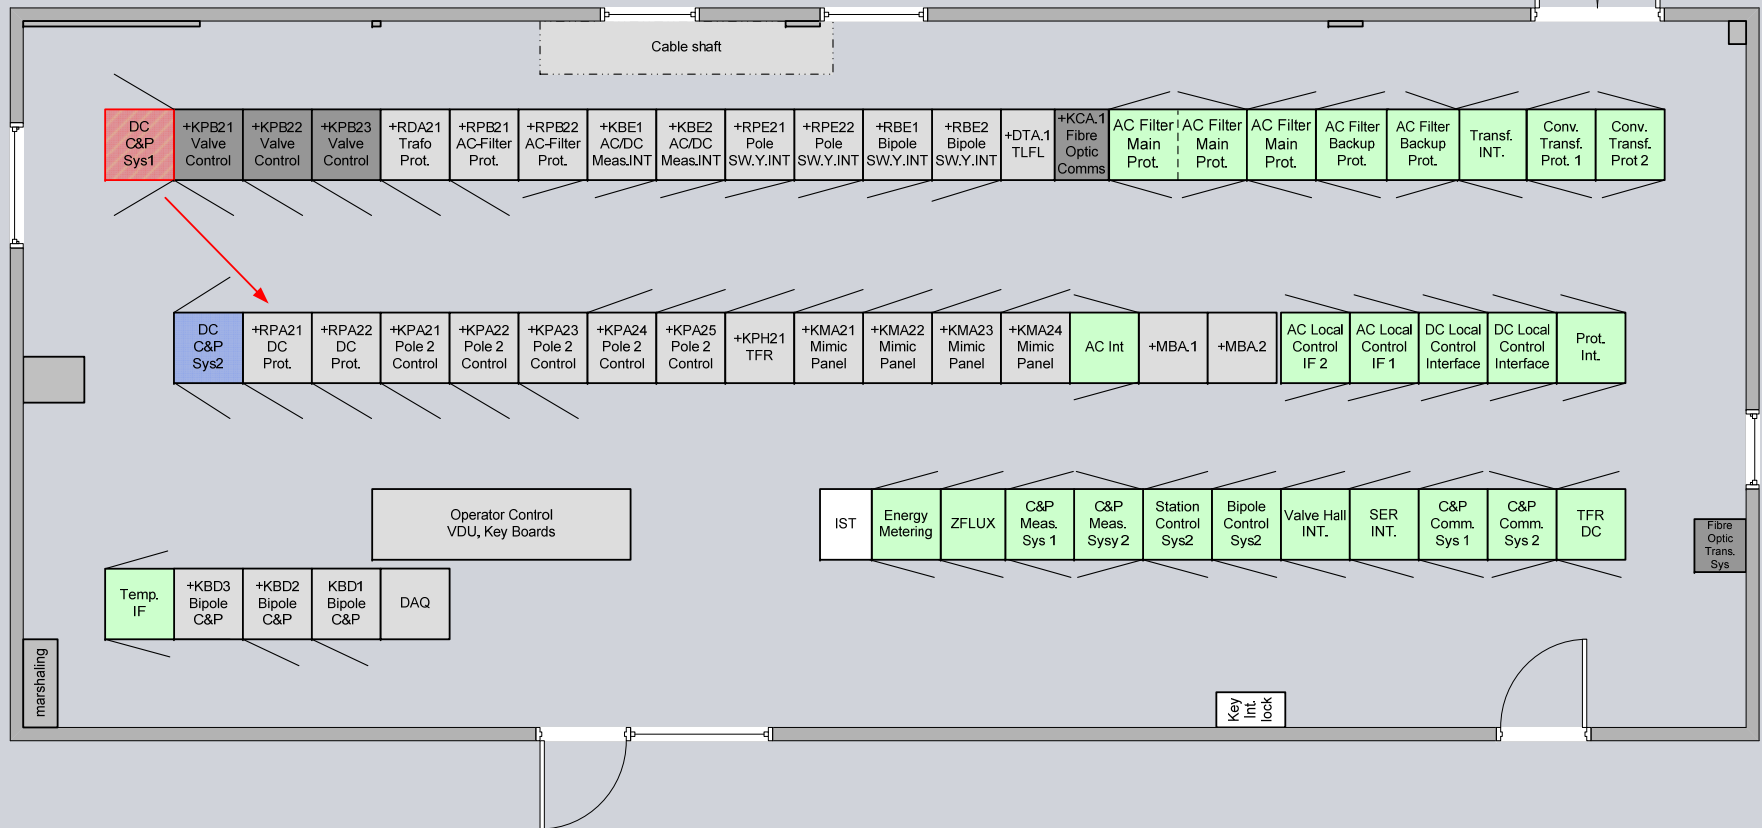 Cable shaft
DC
C&P
Sys1
+KPB21
Valve
Control
+KPB22
Valve
Control
+KPB23
Valve
Control
+RDA21
Trafo
Prot.
+RPB21
AC-Filter
Prot.
+RPB22
AC-Filter
Prot.
+KBE1
AC/DC
Meas.INT
+KBE2
AC/DC
Meas.INT
+RPE21
Pole
SW.Y.INT
+RPE22
Pole
SW.Y.INT
+RBE1
Bipole
SW.Y.INT
+RBE2
Bipole
SW.Y.INT
+DTA.1
TLFL
+KCA.1
Fibre
Optic
Comms
AC Filter
Main
Prot.
AC Filter
Main
Prot.
AC Filter
Main
Prot.
AC Filter
Backup
Prot.
AC Filter
Backup
Prot.
Transf.
INT.
Conv.
Transf.
Prot. 1
Conv.
Transf.
Prot 2
DC
C&P
Sys2
+RPA21
DC
Prot.
+RPA22
DC
Prot.
+KPA21
Pole 2
Control
+KPA22
Pole 2
Control
+KPA23
Pole 2
Control
+KPA24
Pole 2
Control
+KPA25
Pole 2
Control
+KPH21
TFR
+KMA21
Mimic
Panel
+KMA22
Mimic
Panel
+KMA23
Mimic
Panel
+KMA24
Mimic
Panel
AC Int
+MBA.1
+MBA.2
AC Local
Control
IF 2
AC Local
Control
IF 1
DC Local
Control
Interface
DC Local
Control
Interface
Prot.
Int.
Operator Control
VDU, Key Boards
IST
Energy
Metering
ZFLUX
C&P
Meas.
Sys 1
C&P
Meas.
Sysy 2
Station
Control
Sys2
Bipole
Control
Sys2
Valve Hall
INT.
SER
INT.
C&P
Comm.
Sys 1
C&P
Comm.
Sys 2
TFR
DC
Fibre
Optic
Trans.
Sys
Temp.
IF
+KBD3
Bipole
C&P
+KBD2
Bipole
C&P
KBD1
Bipole
C&P
DAQ
marshaling
Key
Int.
lock